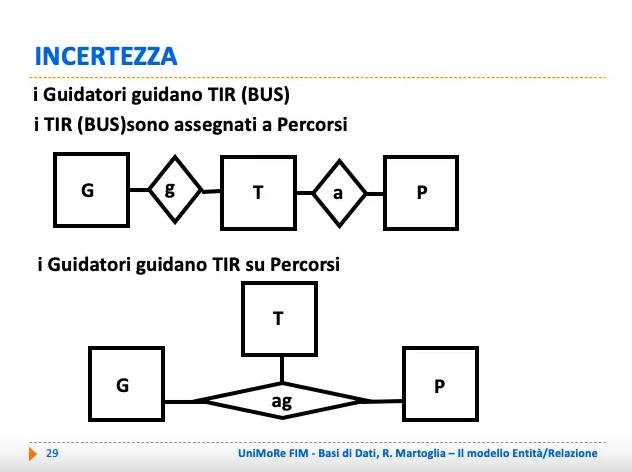 INCERTEZZA
i Guidatori guidano TIR (BUS)
i TIR (BUS)sono assegnati a Percorsi
G g T a P
i Guidatori guidano TIR su Percorsi
T
G ag P
29 UniMoRe FIM - Basi di Dati, R. Martoglia – Il modello Entità/Relazione